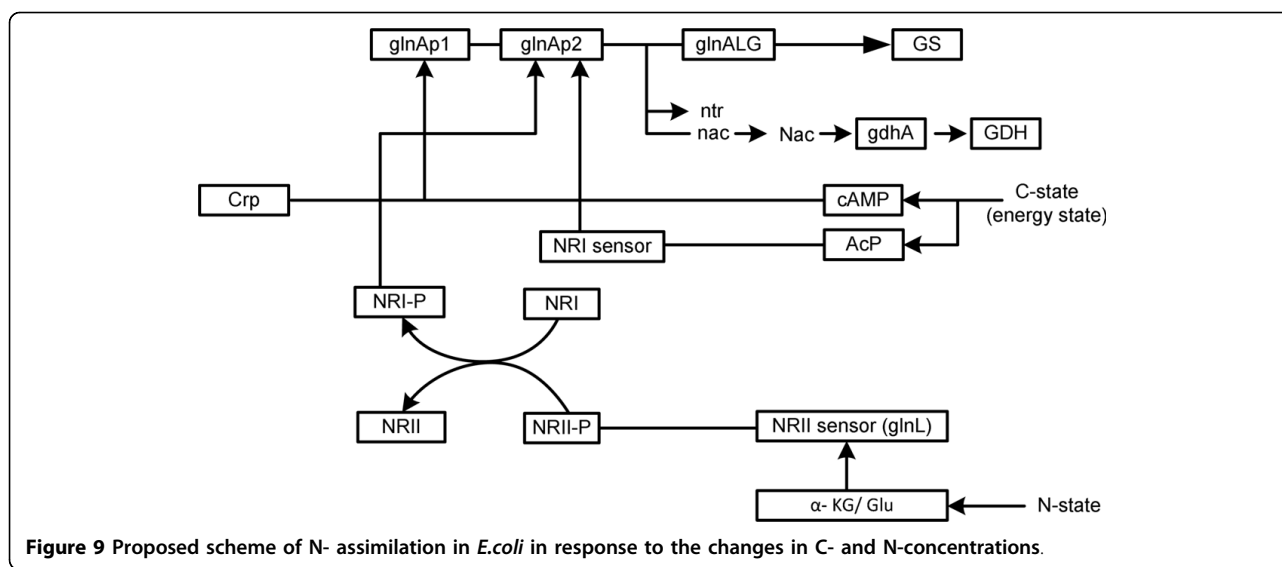 glnAp1
glnAp2
glnALG
GS
ntr
nac
Nac
gdhA
GDH
Crp
cAMP
C-state
(energy state)
NRI sensor
AcP
NRI-P
NRI
NRII
NRII-P
NRII sensor (glnL)
α- KG/ Glu
N-state
Figure 9 Proposed scheme of N- assimilation in E.coli in response to the changes in C- and N-concentrations.